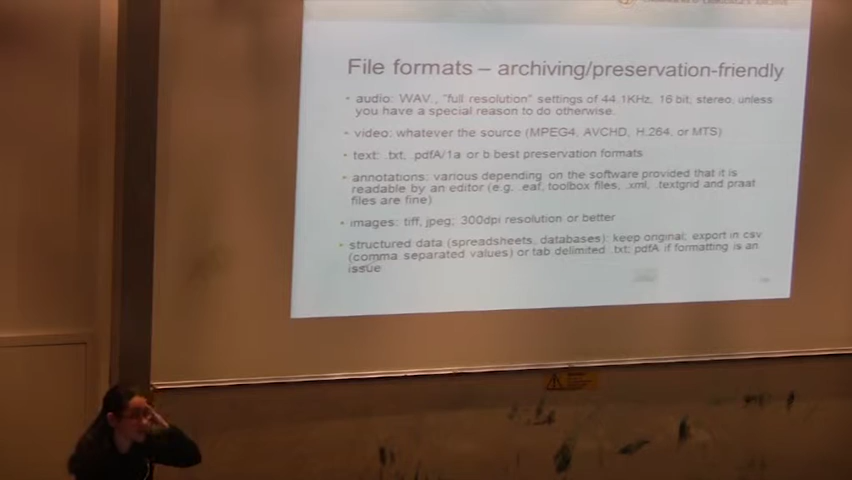 File formats – archiving/preservation-friendly
• audio: WAV., "full resolution" settings of 44.1KHz, 16 bit, stereo, unless
you have a special reason to do otherwise.
• video: whatever the source (MPEG4, AVCHD, H.264, or MTS)
• text: .txt, .pdfA/1a or b best preservation formats
• annotations: various depending on the software provided that it is
readable by an editor (e.g. .eaf, toolbox files, .xml, .textgrid and praat
files are fine)
• images: tiff, jpeg; 300dpi resolution or better
• structured data (spreadsheets, databases): keep original; export in csv
(comma separated values) or tab delimited .txt; pdfA if formatting is an
issue